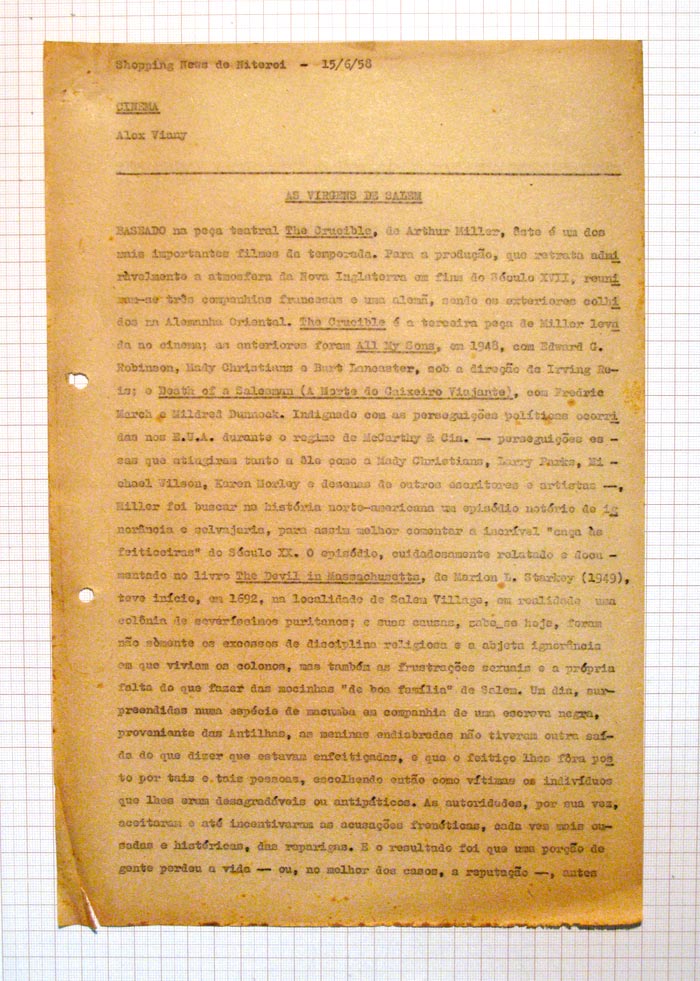 Shopping News de Niteroi - 15/6/58
CINEMA
Alex Viany
AS VIRGENS DE SALEM
BASEADO na peça teatral The Crucible, de Arthur Miller, êste é um dos
mais importantes filmes da temporada. Para a produção, que retrata admi
ràvelmente a atmosfera da Nova Inglaterra em fins do Século XVII, reuni
ram-se três companhias francesas e uma alemã, sendo os exteriores colhi
dos na Alemanha Oriental. The Crucible é a terceira peça de Miller leva
da ao cinema; as anteriores foram All My Sons, em 1948, com Edward G.
Robinson, Mady Christians e Burt Lancaster, sob a direção de Irving Re-
is; e Death of a Salesman (A Morte do Caixeiro Viajante), com Fredric
March e Mildred Dunnock. Indignado com as perseguições políticas ocorri
das nos E.U.A. durante o regime de McCarthy & Cia. — perseguições es -
sas que atingiram tanto a êle como a Mady Christians, Larry Parks, Mi -
chael Wilson, Karen Morley e dezenas de outros escritores e artistas —,
Miller foi buscar na história norte-americana um episódio notório de ig
norância e selvajaria, para assim melhor comentar a incrível "caça às
feiticeiras" do Século XX. O episódio, cuidadosamente relatado e docu -
mentado no livro The Devil in Massachusetts, de Marion L. Starkey (1949),
teve início, em 1692, na localidade de Salem Village, em realidade uma
colônia de severíssimos puritanos; e suas causas, sabe_se hoje, foram
não sòmente os excessos de disciplina religiosa e a abjeta ignorância
em que viviam os colonos, mas também as frustrações sexuais e a própria
falta do que fazer das mocinhas "de boa família" de Salem. Um dia, sur-
preendidas numa espécie de macumba em companhia de uma escrava negra,
proveniente das Antilhas, as meninas endiabradas não tiveram outra saí-
da do que dizer que estavam enfeitiçadas, e que o feitiço lhes fôra pos
to por tais e tais pessoas, escolhendo então como vítimas os indivíduos
que lhes eram desagradáveis ou antipáticos. As autoridades, por sua vez,
aceitaram e até incentivaram as acusações frenéticas, cada vez mais ou-
sadas e histéricas, das raparigas. E o resultado foi que uma porção de
gente perdeu a vida — ou, no melhor dos casos, a reputação —, antes